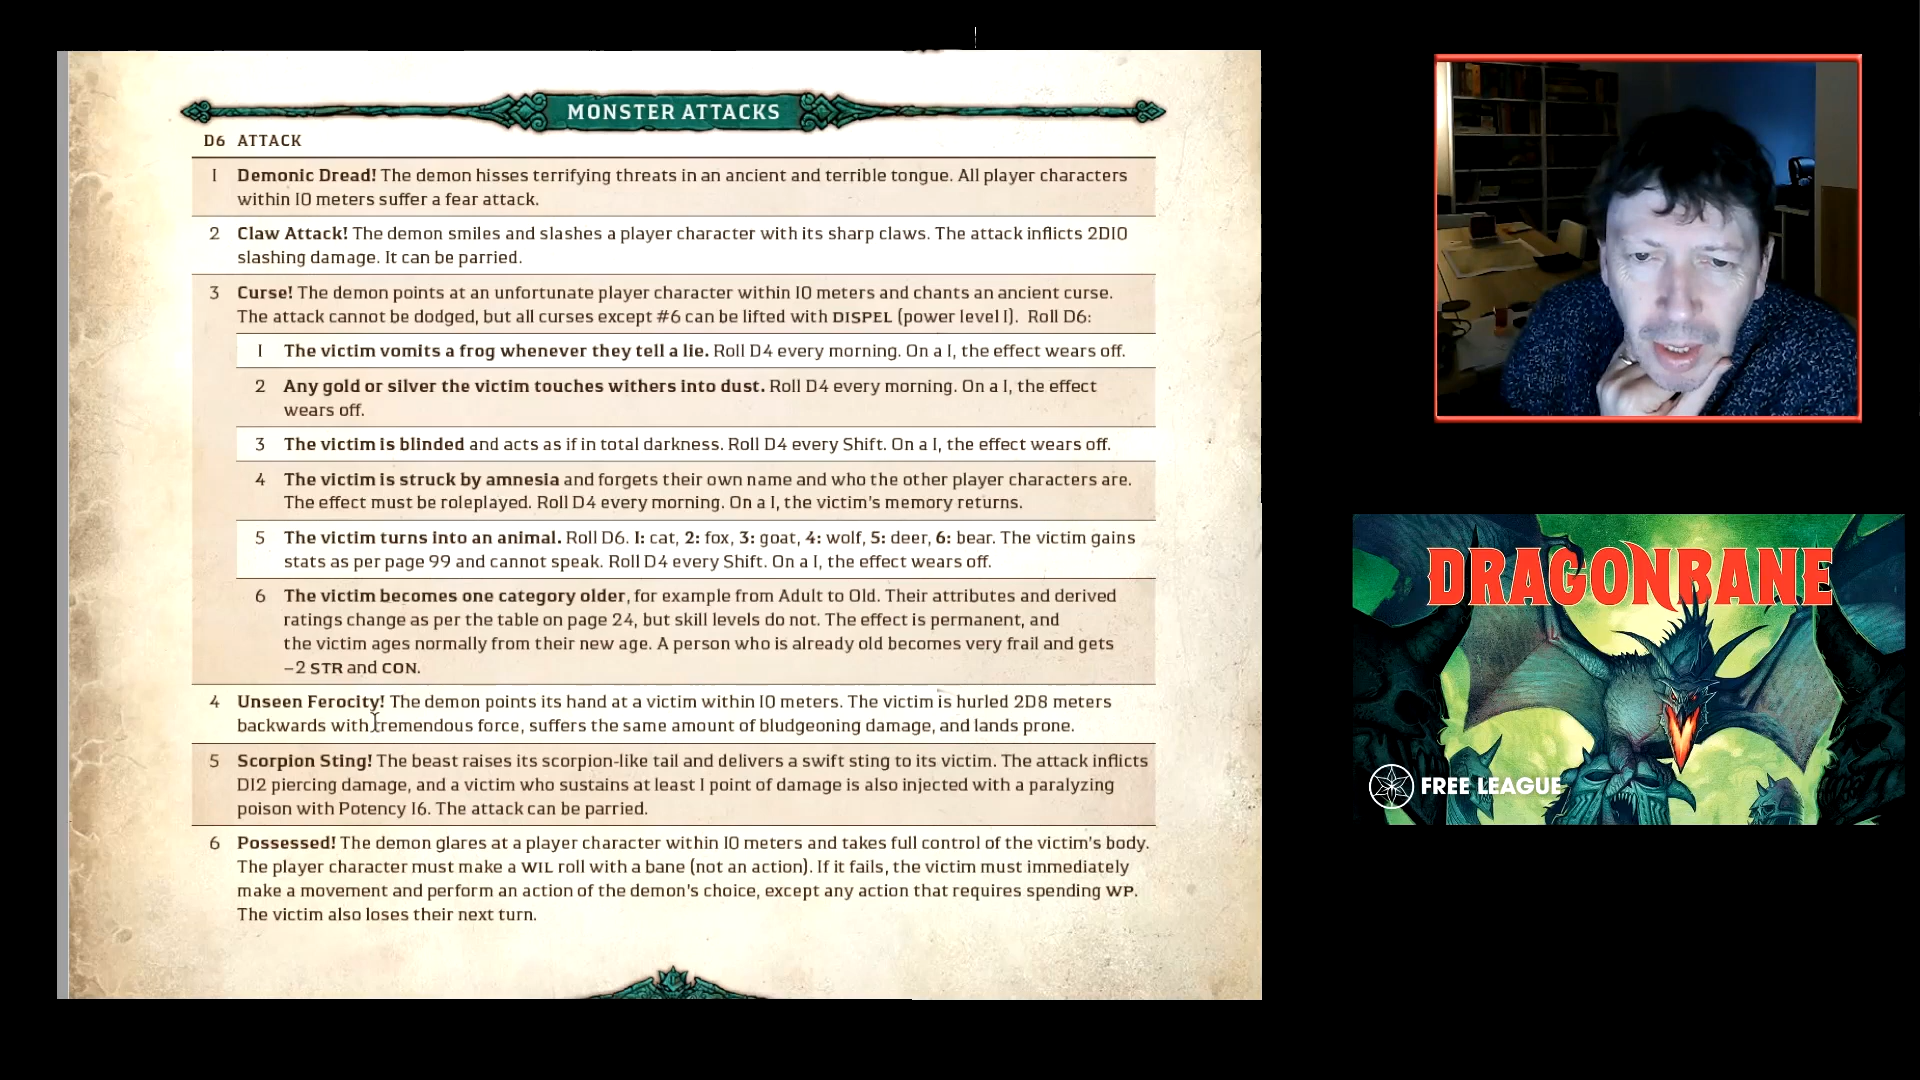 MONSTER ATTACKS
D6 ATTACK
1 Demonic Dread! The demon hisses terrifying threats in an ancient and terrible tongue. All player characters
within 10 meters suffer a fear attack.
2 Claw Attack! The demon smiles and slashes a player character with its sharp claws. The attack inflicts 2D10
slashing damage. It can be parried.
3 Curse! The demon points at an unfortunate player character within 10 meters and chants an ancient curse.
The attack cannot be dodged, but all curses except #6 can be lifted with DISPEL (power level 1). Roll D6:
1 The victim vomits a frog whenever they tell a lie. Roll D4 every morning. On a 1, the effect wears off.
2 Any gold or silver the victim touches withers into dust. Roll D4 every morning. On a 1, the effect
wears off.
3 The victim is blinded and acts as if in total darkness. Roll D4 every Shift. On a 1, the effect wears off.
4 The victim is struck by amnesia and forgets their own name and who the other player characters are.
The effect must be roleplayed. Roll D4 every morning. On a 1, the victim's memory returns.
5 The victim turns into an animal. Roll D6. 1: cat, 2: fox, 3: goat, 4: wolf, 5: deer, 6: bear. The victim gains
stats as per page 99 and cannot speak. Roll D4 every Shift. On a 1, the effect wears off.
6 The victim becomes one category older, for example from Adult to Old. Their attributes and derived
ratings change as per the table on page 24, but skill levels do not. The effect is permanent, and
the victim ages normally from their new age. A person who is already old becomes very frail and gets
–2 STR and CON.
4 Unseen Ferocity! The demon points its hand at a victim within 10 meters. The victim is hurled 2D8 meters
backwards with tremendous force, suffers the same amount of bludgeoning damage, and lands prone.
5 Scorpion Sting! The beast raises its scorpion-like tail and delivers a swift sting to its victim. The attack inflicts
D12 piercing damage, and a victim who sustains at least 1 point of damage is also injected with a paralyzing
poison with Potency 16. The attack can be parried.
6 Possessed! The demon glares at a player character within 10 meters and takes full control of the victim's body.
The player character must make a WIL roll with a bane (not an action). If it fails, the victim must immediately
make a movement and perform an action of the demon's choice, except any action that requires spending WP.
The victim also loses their next turn.
DRAGONBANE
FREE LEAGUE